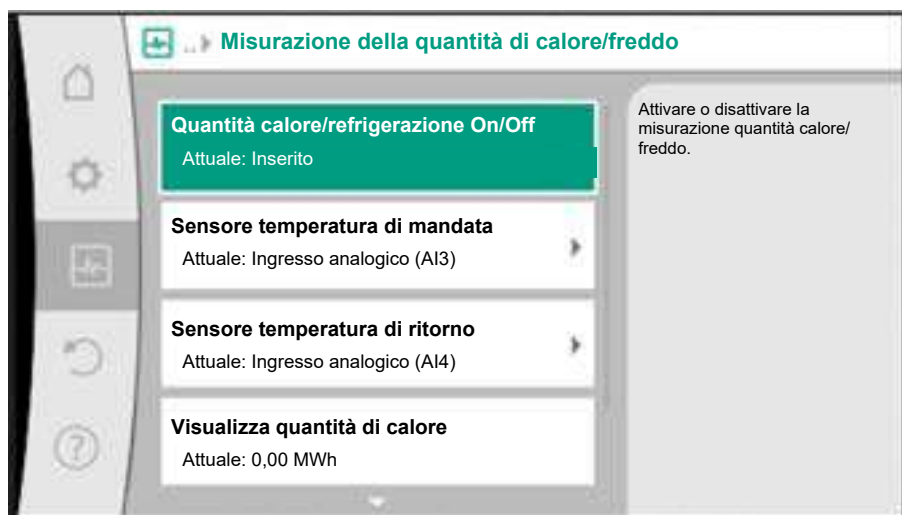 ..▸ Misurazione della quantità di calore/freddo
Quantità calore/refrigerazione On/Off
Attuale: Inserito
Sensore temperatura di mandata
Attuale: Ingresso analogico (AI3)
Sensore temperatura di ritorno
Attuale: Ingresso analogico (AI4)
Visualizza quantità di calore
Attuale: 0,00 MWh
Attivare o disattivare la
misurazione quantità calore/
freddo.
?